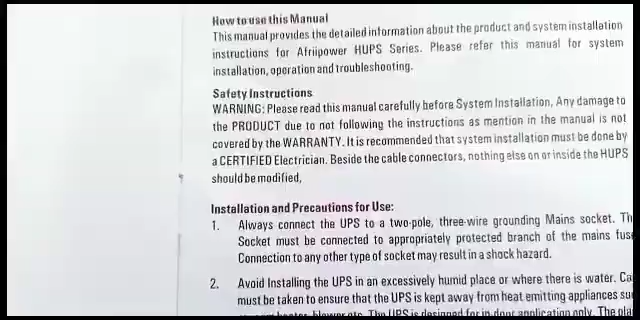 How to use this Manual
This manual provides the detailed information about the product and system installation
instructions for Afriipower HUPS Series. Please refer this manual for system
installation, operation and troubleshooting.
Safety Instructions
WARNING: Please read this manual carefully before System Installation, Any damage to
the PRODUCT due to not following the instructions as mention in the manual is not
covered by the WARRANTY. It is recommended that system installation must be done by
a CERTIFIED Electrician. Beside the cable connectors, nothing else on or inside the HUPS
should be modified,
Installation and Precautions for Use:
1. Always connect the UPS to a two-pole, three-wire grounding Mains socket. Th
Socket must be connected to appropriately protected branch of the mains fuse
Connection to any other type of socket may result in a shock hazard.
2. Avoid Installing the UPS in an excessively humid place or where there is water. Ca
must be taken to ensure that the UPS is kept away from heat emitting appliances su
heater, blower etc. The UPS is designed for in door application only. The pla